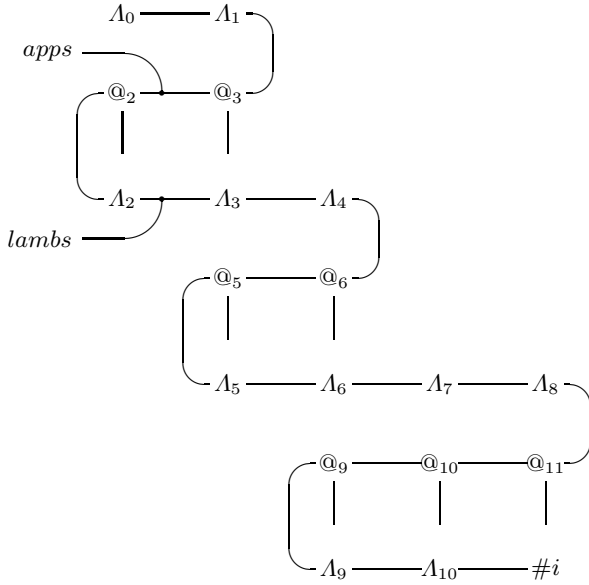 Λ₀ Λ₁
apps
@₂ @₃
Λ₂ Λ₃ Λ₄
lambs
@₅ @₆
Λ₅ Λ₆ Λ₇ Λ₈
@₉ @₁₀ @₁₁
Λ₉ Λ₁₀ #i